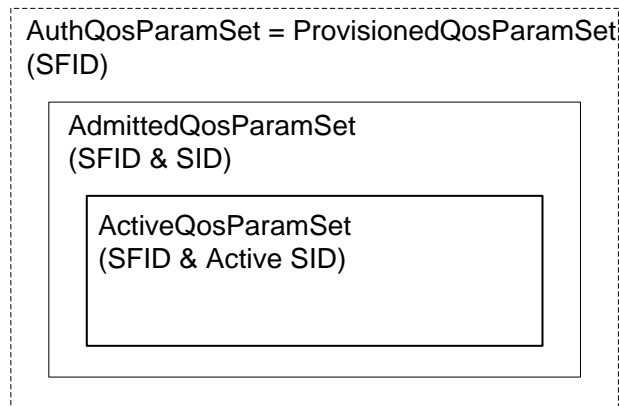 AuthQosParamSet = ProvisionedQosParamSet
(SFID)
AdmittedQosParamSet
(SFID & SID)
ActiveQosParamSet
(SFID & Active SID)